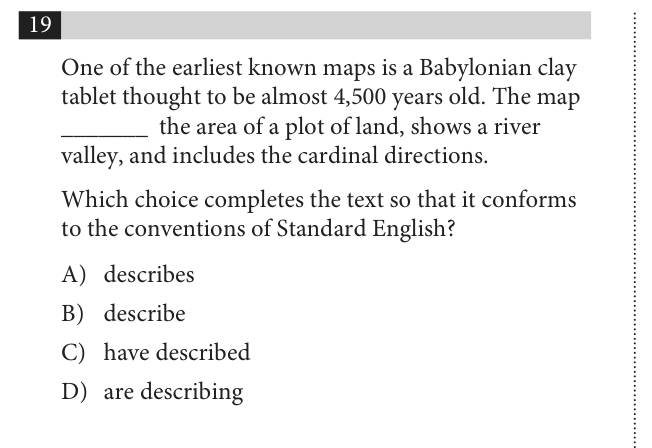 19
One of the earliest known maps is a Babylonian clay
tablet thought to be almost 4,500 years old. The map
_______ the area of a plot of land, shows a river
valley, and includes the cardinal directions.
Which choice completes the text so that it conforms
to the conventions of Standard English?
A) describes
B) describe
C) have described
D) are describing